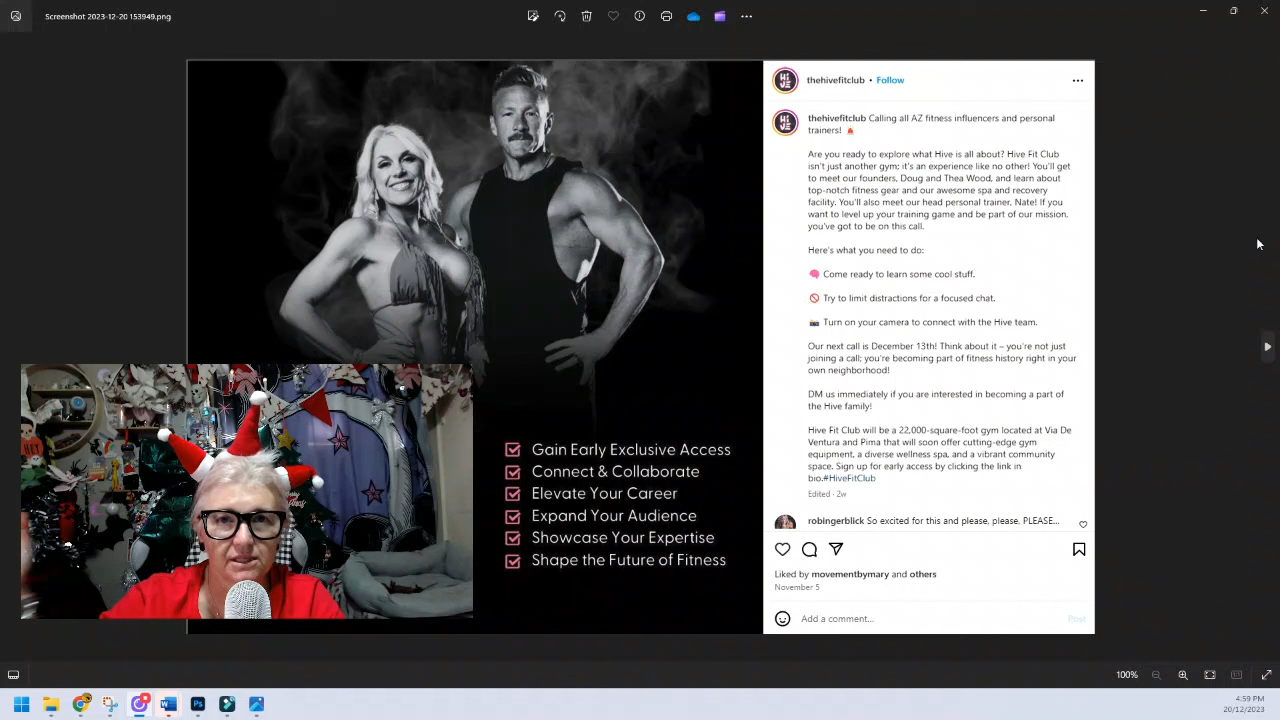 Screenshot 2023-12-20 153949.png
thehivefitclub • Follow
thehivefitclub Calling all AZ fitness influencers and personal
trainers! 🚨
Are you ready to explore what Hive is all about? Hive Fit Club
isn't just another gym; it's an experience like no other! You'll get
to meet our founders, Doug and Thea Wood, and learn about
top-notch fitness gear and our awesome spa and recovery
facility. You'll also meet our head personal trainer, Nate! If you
want to level up your training game and be part of our mission,
you've got to be on this call.
Here's what you need to do:
🧠 Come ready to learn some cool stuff.
🚫 Try to limit distractions for a focused chat.
📸 Turn on your camera to connect with the Hive team.
Our next call is December 13th! Think about it – you're not just
joining a call; you're becoming part of fitness history right in your
own neighborhood!
DM us immediately if you are interested in becoming a part of
the Hive family!
Hive Fit Club will be a 22,000-square-foot gym located at Via De
Ventura and Pima that will soon offer cutting-edge gym
equipment, a diverse wellness spa, and a vibrant community
space. Sign up for early access by clicking the link in
bio.#HiveFitClub
Edited · 2w
robingerblick So excited for this and please, please, PLEASE...
Liked by movementbymary and others
November 5
Add a comment...
Post
Gain Early Exclusive Access
Connect & Collaborate
Elevate Your Career
Expand Your Audience
Showcase Your Expertise
Shape the Future of Fitness
100%
4:59 PM
20/12/2023